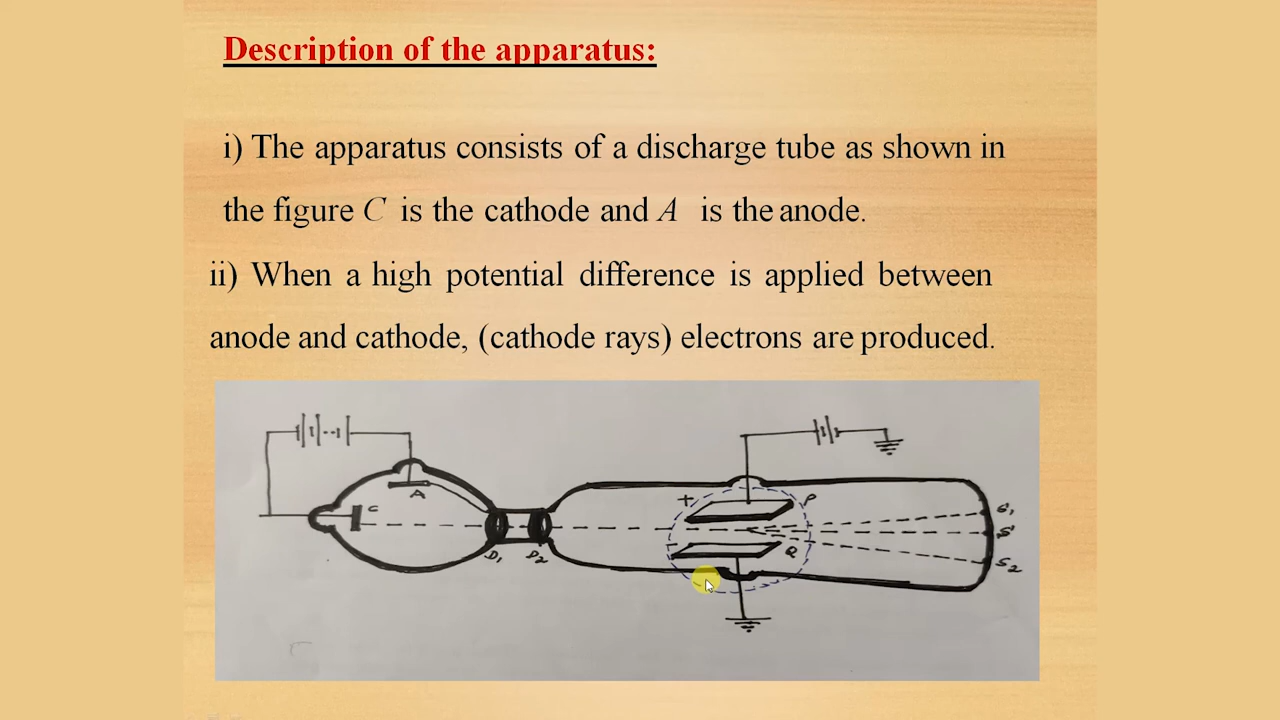 Description of the apparatus:
i) The apparatus consists of a discharge tube as shown in
the figure C is the cathode and A is the anode.
ii) When a high potential difference is applied between
anode and cathode, (cathode rays) electrons are produced.
A
C
D1
D2
+
P
-
Q
S1
S
S2